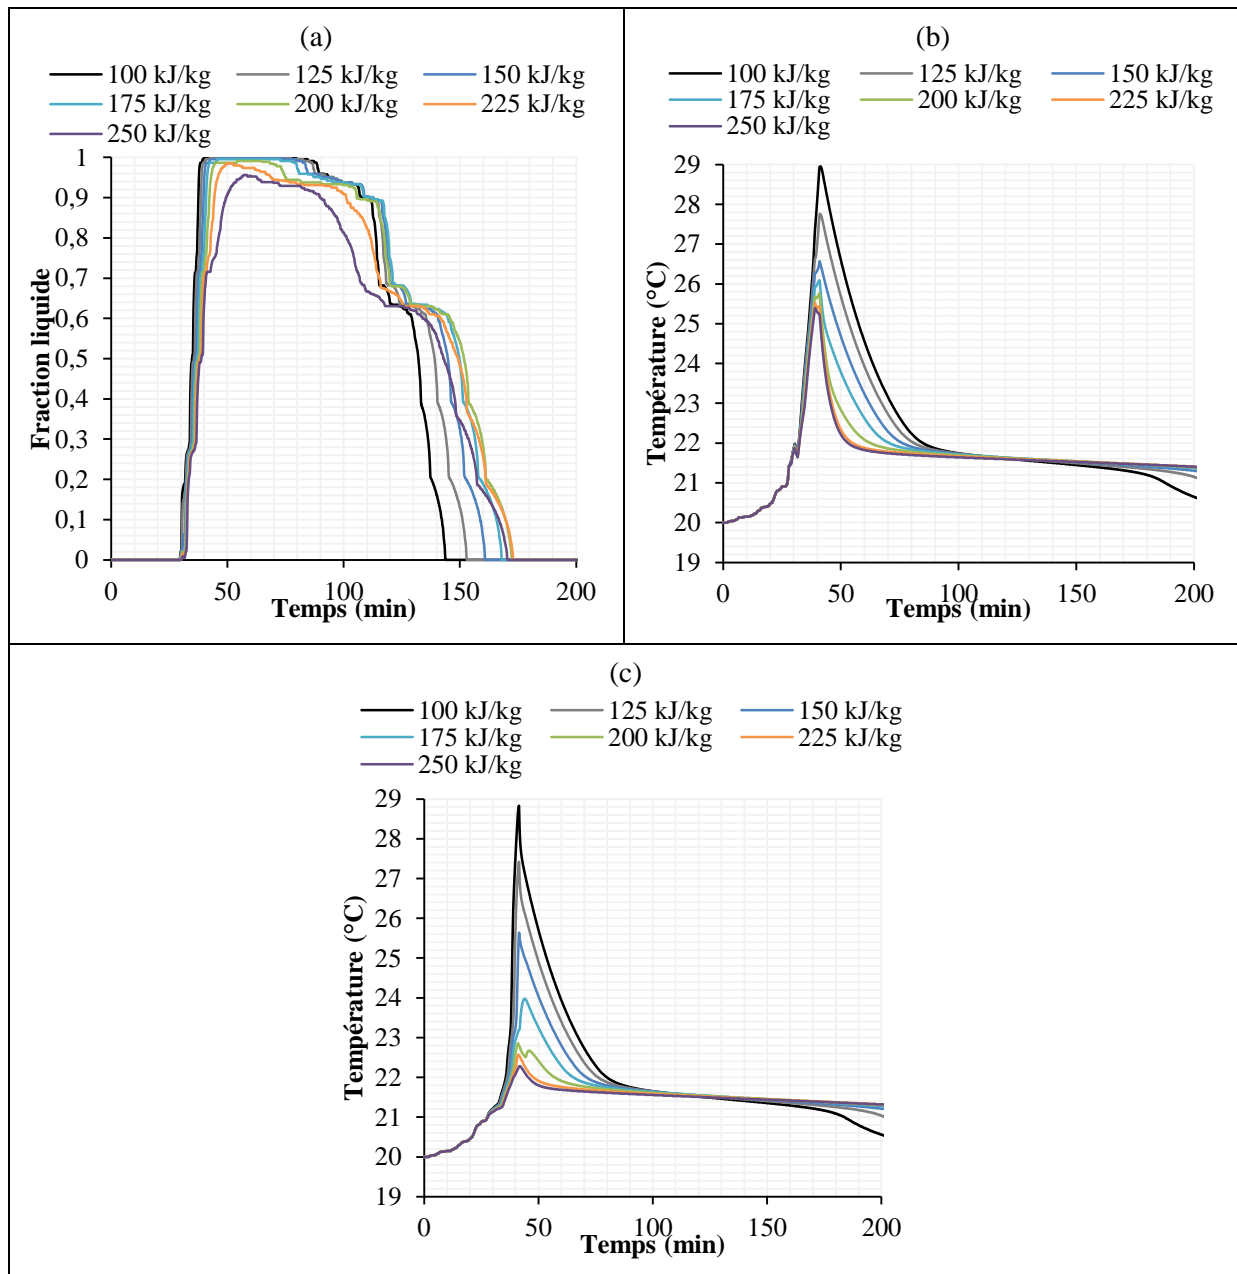 (a)
100 kJ/kg 125 kJ/kg 150 kJ/kg
175 kJ/kg 200 kJ/kg 225 kJ/kg
250 kJ/kg
Fraction liquide
1
0,9
0,8
0,7
0,6
0,5
0,4
0,3
0,2
0,1
0
0 50 100 150 200
Temps (min)
(b)
100 kJ/kg 125 kJ/kg 150 kJ/kg
175 kJ/kg 200 kJ/kg 225 kJ/kg
250 kJ/kg
Température (°C)
29
28
27
26
25
24
23
22
21
20
19
0 50 100 150 200
Temps (min)
(c)
100 kJ/kg 125 kJ/kg 150 kJ/kg
175 kJ/kg 200 kJ/kg 225 kJ/kg
250 kJ/kg
Température (°C)
29
28
27
26
25
24
23
22
21
20
19
0 50 100 150 200
Temps (min)